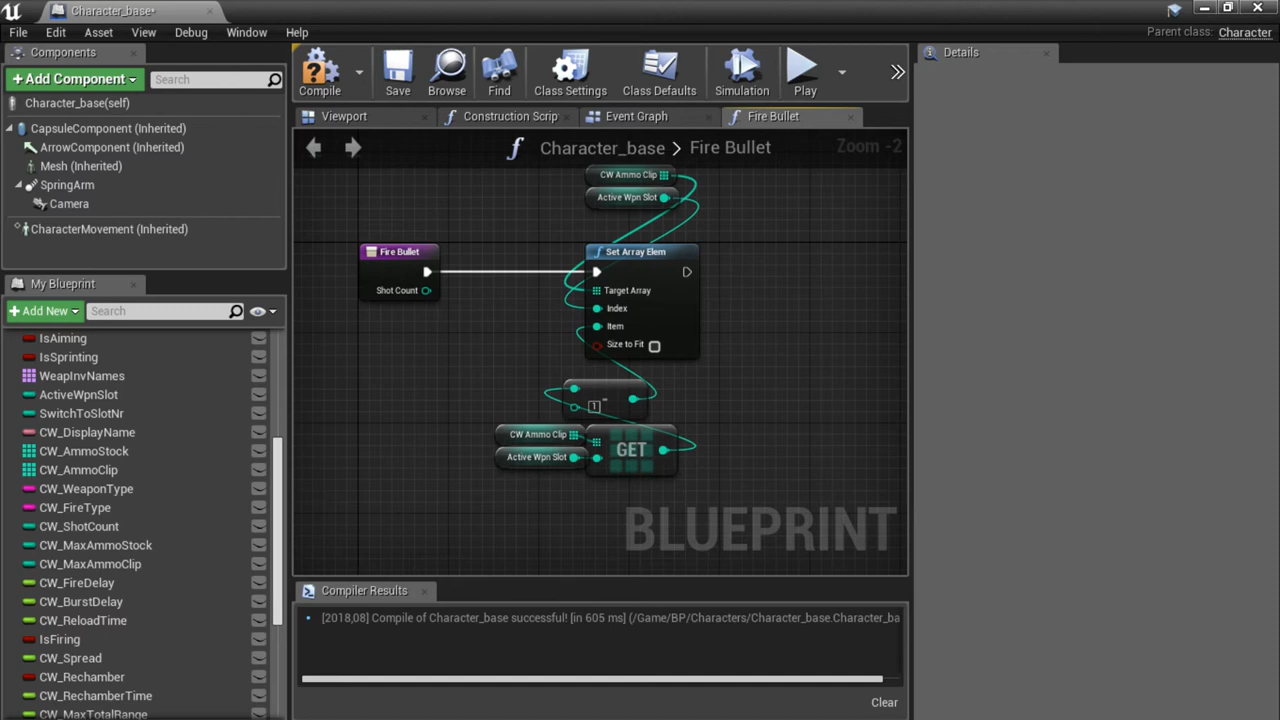 Character_base*
File Edit Asset View Debug Window Help
Parent class: Character
Components
Add Component
Search
Character_base(self)
CapsuleComponent (Inherited)
ArrowComponent (Inherited)
Mesh (Inherited)
SpringArm
Camera
CharacterMovement (Inherited)
My Blueprint
Add New
Search
IsAiming
IsSprinting
WeapInvNames
ActiveWpnSlot
SwitchToSlotNr
CW_DisplayName
CW_AmmoStock
CW_AmmoClip
CW_WeaponType
CW_FireType
CW_ShotCount
CW_MaxAmmoStock
CW_MaxAmmoClip
CW_FireDelay
CW_BurstDelay
CW_ReloadTime
IsFiring
CW_Spread
CW_Rechamber
CW_RechamberTime
CW_MaxTotalRange
Compile
Save
Browse
Find
Class Settings
Class Defaults
Simulation
Play
Viewport
Construction Scrip
Event Graph
Fire Bullet
Character_base > Fire Bullet
Zoom -2
CW Ammo Clip
Active Wpn Slot
Fire Bullet
Shot Count
Set Array Elem
Target Array
Index
Item
Size to Fit
1
-
CW Ammo Clip
Active Wpn Slot
GET
BLUEPRINT
Compiler Results
[2018,08] Compile of Character_base successful! [in 605 ms] (/Game/BP/Characters/Character_base.Character_ba
Clear
Details